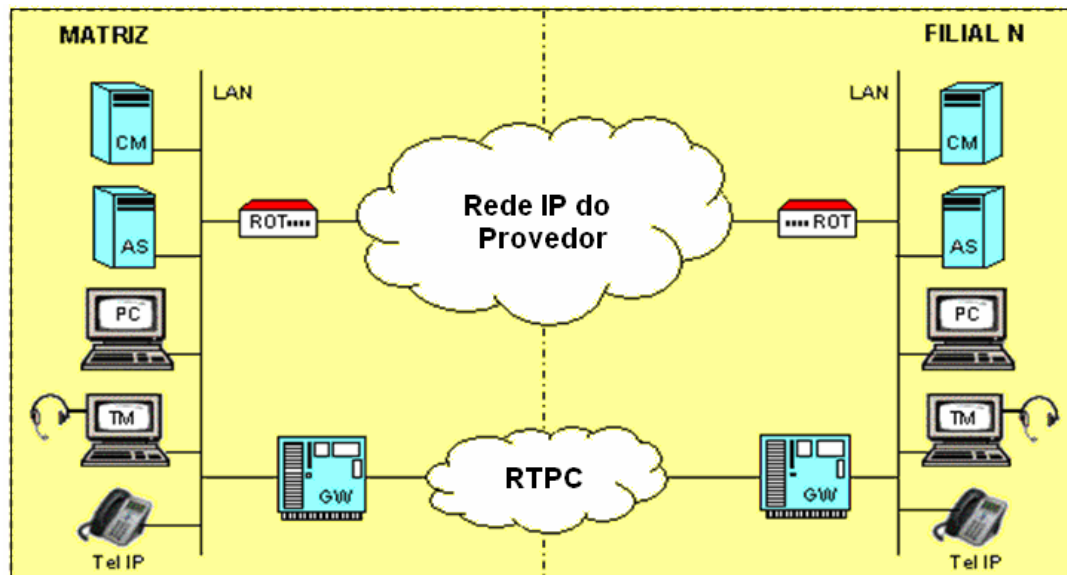 MATRIZ
FILIAL N
LAN
LAN
CM
CM
AS
AS
ROT
ROT
Rede IP do
Provedor
PC
PC
TM
TM
GW
GW
RTPC
Tel IP
Tel IP